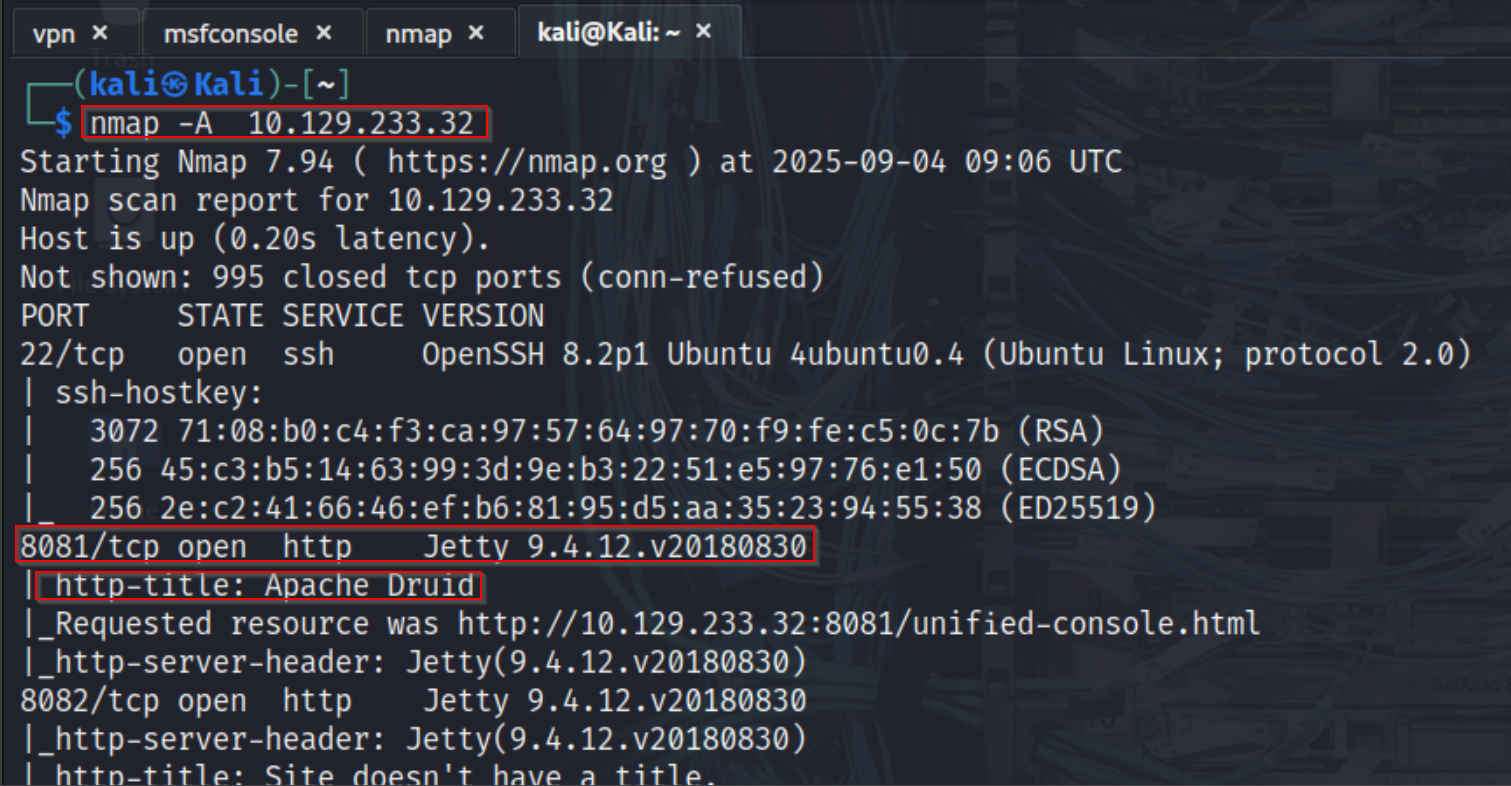 vpn × msfconsole × nmap × kali@Kali: ~ ×
Trash
┌──(kali㉿Kali)-[~]
└─$ nmap -A  10.129.233.32
Starting Nmap 7.94 ( https://nmap.org ) at 2025-09-04 09:06 UTC
Nmap scan report for 10.129.233.32
Host is up (0.20s latency).
Not shown: 995 closed tcp ports (conn-refused)
PORT     STATE SERVICE VERSION
22/tcp   open  ssh     OpenSSH 8.2p1 Ubuntu 4ubuntu0.4 (Ubuntu Linux; protocol 2.0)
| ssh-hostkey:
|   3072 71:08:b0:c4:f3:ca:97:57:64:97:70:f9:fe:c5:0c:7b (RSA)
|   256 45:c3:b5:14:63:99:3d:9e:b3:22:51:e5:97:76:e1:50 (ECDSA)
|_  256 2e:c2:41:66:46:ef:b6:81:95:d5:aa:35:23:94:55:38 (ED25519)
8081/tcp open  http    Jetty 9.4.12.v20180830
| http-title: Apache Druid
|_Requested resource was http://10.129.233.32:8081/unified-console.html
|_http-server-header: Jetty(9.4.12.v20180830)
8082/tcp open  http    Jetty 9.4.12.v20180830
|_http-server-header: Jetty(9.4.12.v20180830)
|_http-title: Site doesn't have a title.